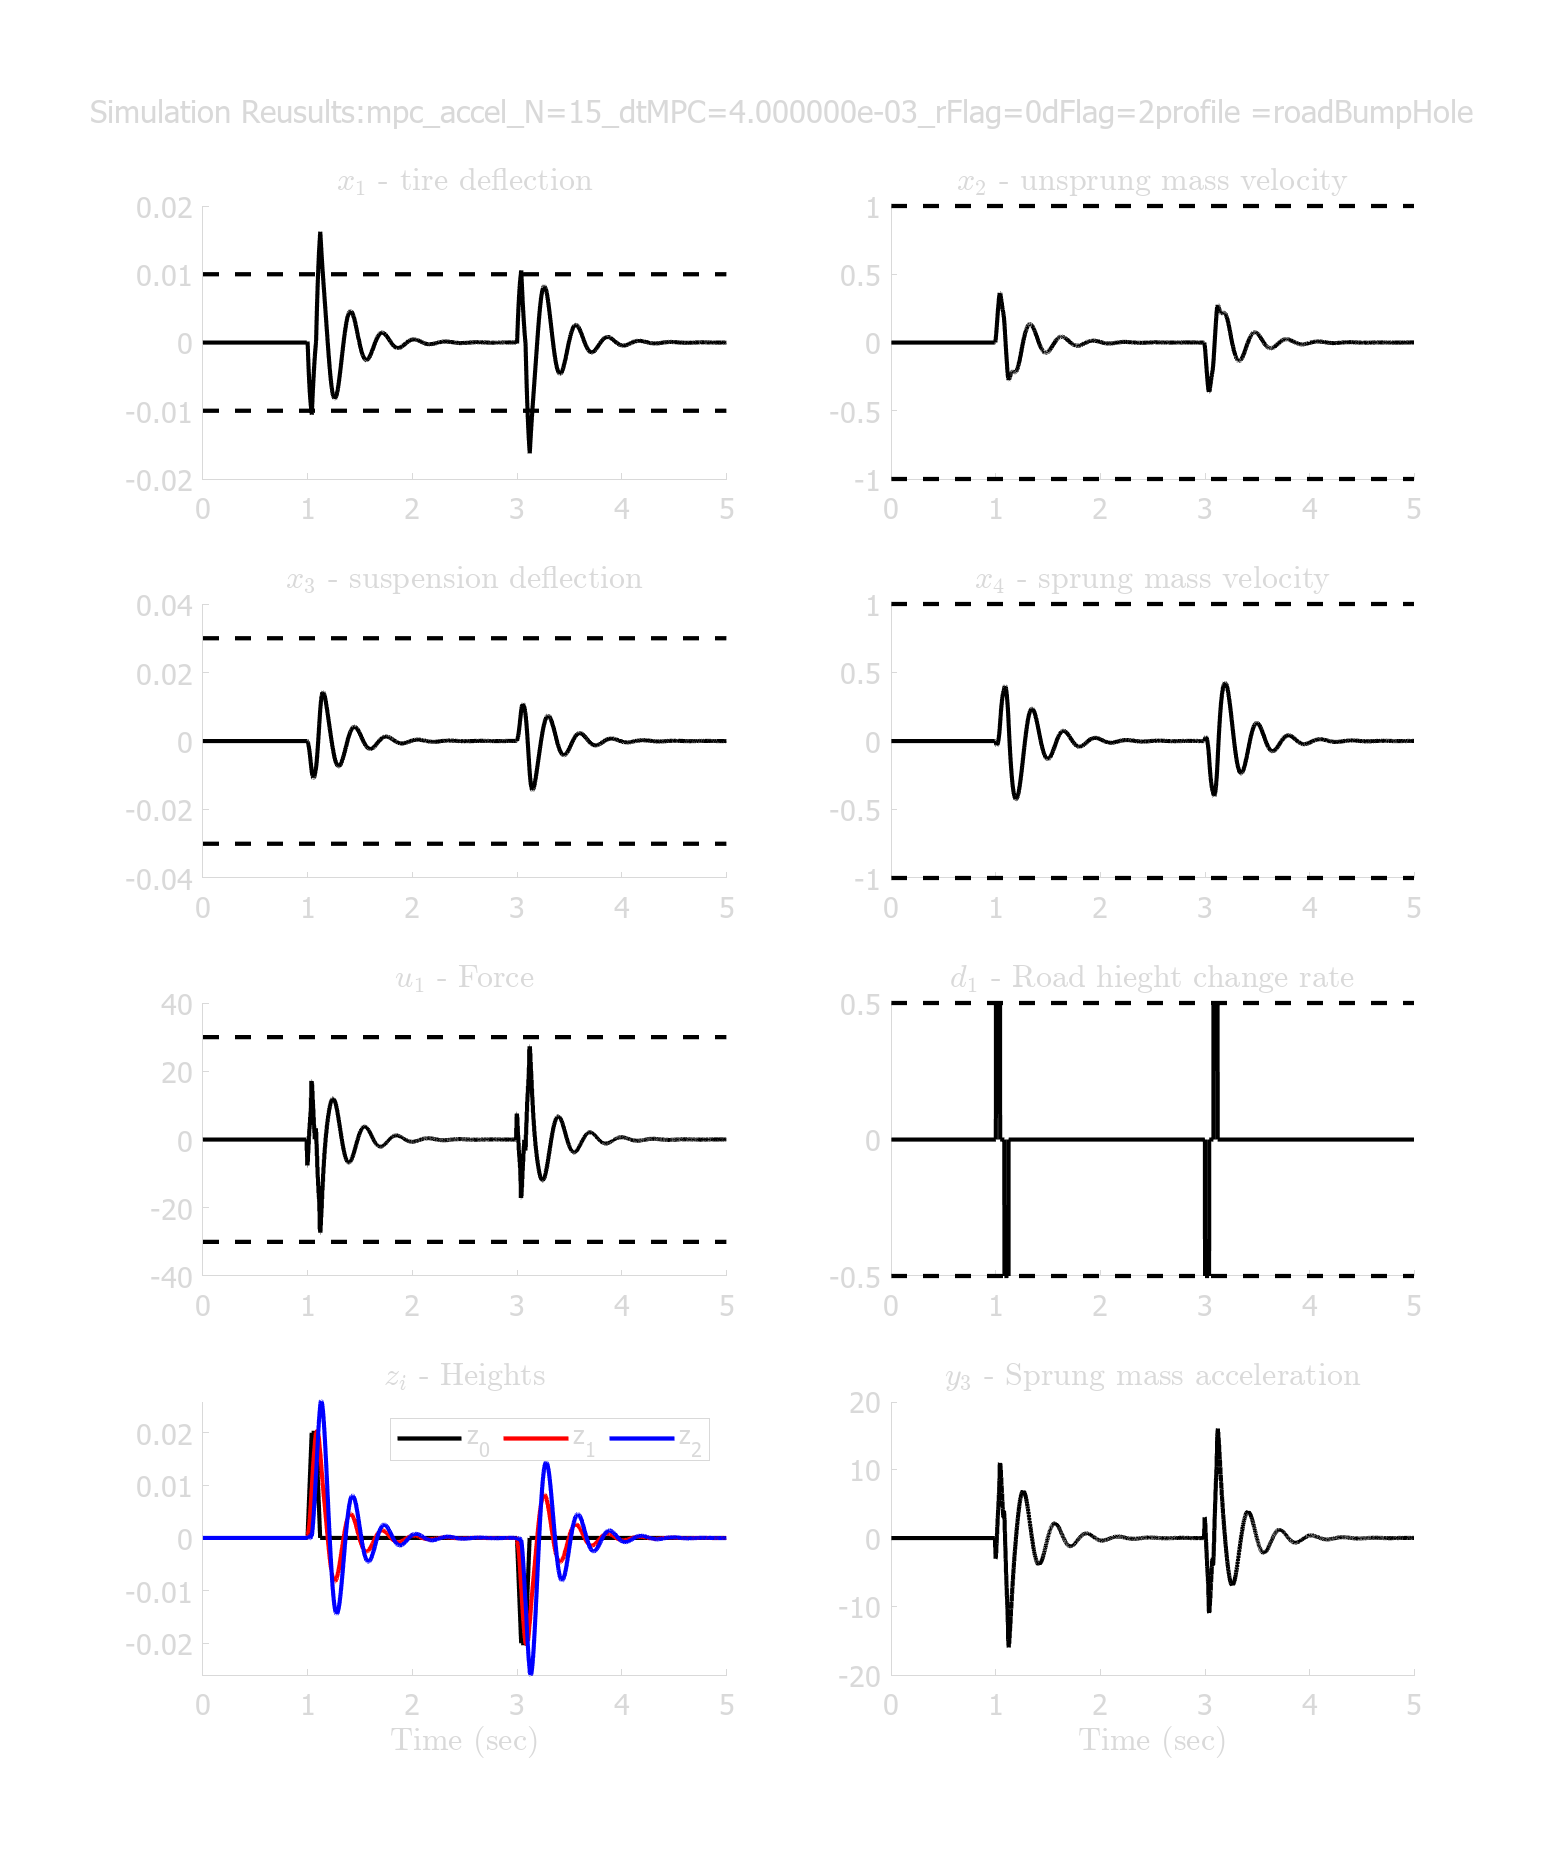 Simulation Reusults:mpc_accel_N=15_dtMPC=4.000000e-03_rFlag=0dFlag=2profile =roadBumpHole
x₁ - tire deflection
0.02
0.01
0
-0.01
-0.02
0 1 2 3 4 5
x₂ - unsprung mass velocity
1
0.5
0
-0.5
-1
0 1 2 3 4 5
x₃ - suspension deflection
0.04
0.02
0
-0.02
-0.04
0 1 2 3 4 5
x₄ - sprung mass velocity
1
0.5
0
-0.5
-1
0 1 2 3 4 5
u₁ - Force
40
20
0
-20
-40
0 1 2 3 4 5
d₁ - Road hieght change rate
0.5
0
-0.5
0 1 2 3 4 5
zᵢ - Heights
z₀ z₁ z₂
0.02
0.01
0
-0.01
-0.02
0 1 2 3 4 5
Time (sec)
y₃ - Sprung mass acceleration
20
10
0
-10
-20
0 1 2 3 4 5
Time (sec)